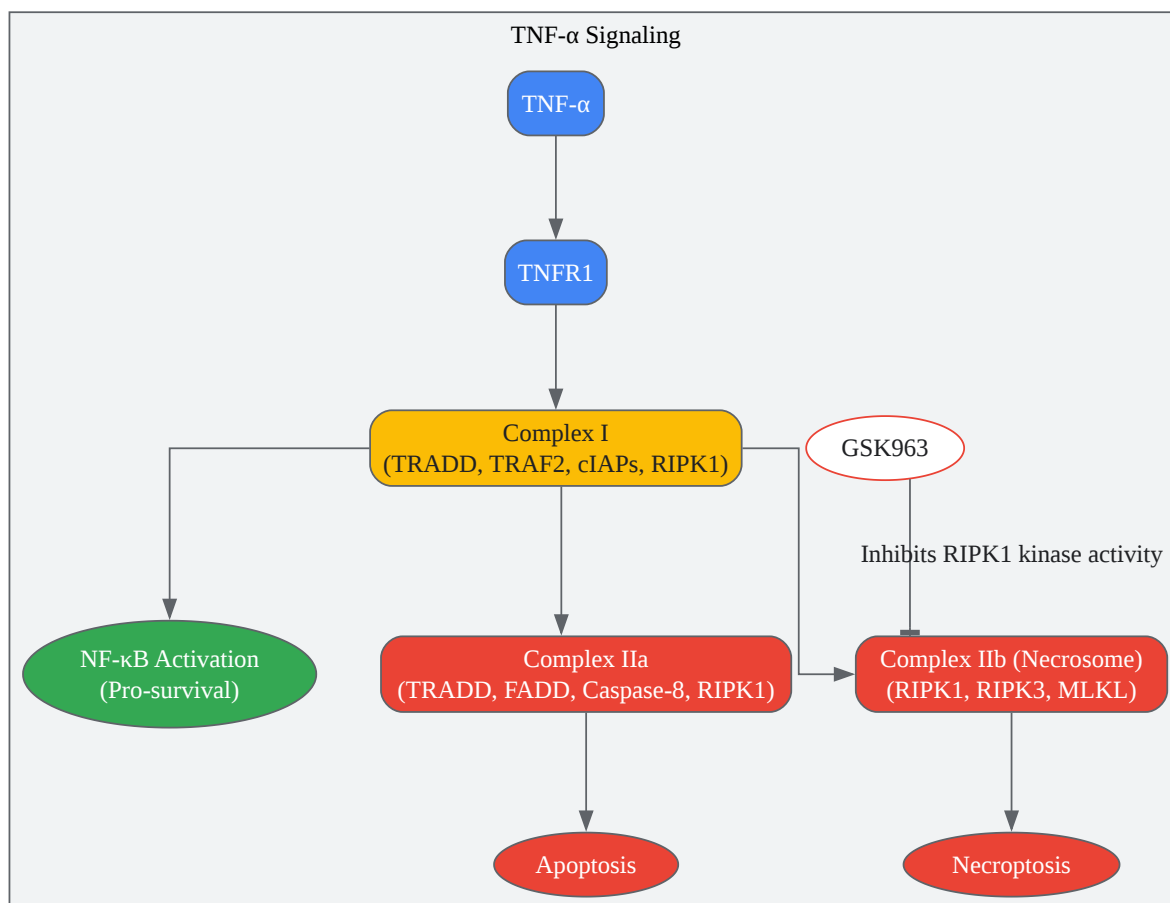 TNF-α Signaling
TNF-α
TNFR1
Complex I
(TRADD, TRAF2, cIAPs, RIPK1)
GSK963
Inhibits RIPK1 kinase activity
NF-κB Activation
(Pro-survival)
Complex IIa
(TRADD, FADD, Caspase-8, RIPK1)
Complex IIb (Necrosome)
(RIPK1, RIPK3, MLKL)
Apoptosis
Necroptosis